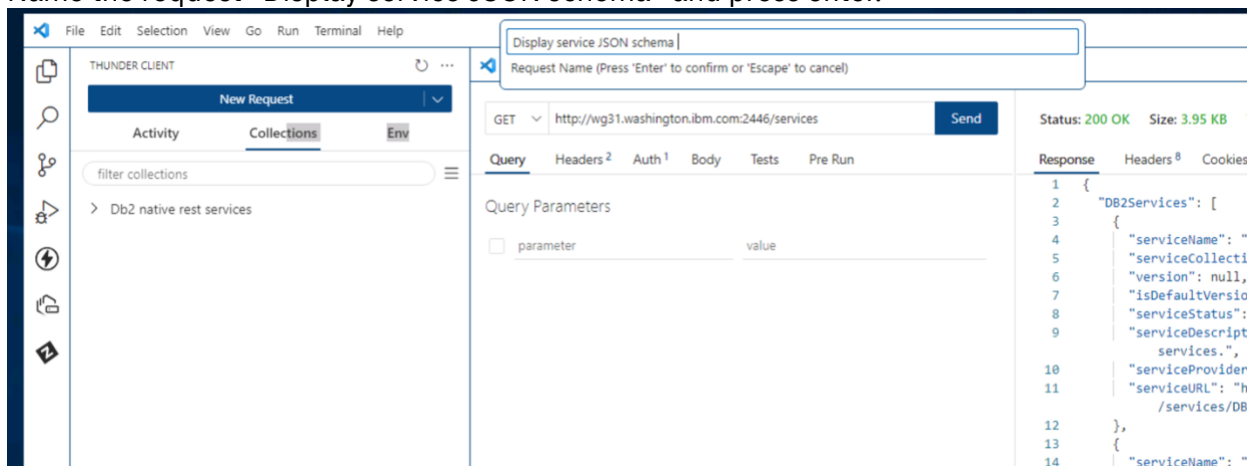 Name the request "Display service JSON schema" and press enter.
File Edit Selection View Go Run Terminal Help
Display service JSON schema
Request Name (Press 'Enter' to confirm or 'Escape' to cancel)
THUNDER CLIENT
New Request
Activity Collections Env
filter collections
Db2 native rest services
GET http://wg31.washington.ibm.com:2446/services Send
Query Headers 2 Auth 1 Body Tests Pre Run
Query Parameters
parameter value
Status: 200 OK Size: 3.95 KB
Response Headers 8 Cookies
1 {
2 "DB2Services": [
3 {
4 "serviceName": "
5 "serviceCollecti
6 "version": null,
7 "isDefaultVersio
8 "serviceStatus":
9 "serviceDescript
services.",
10 "serviceProvider
11 "serviceURL": "h
/services/DB
12 },
13 {
14 "serviceName": "